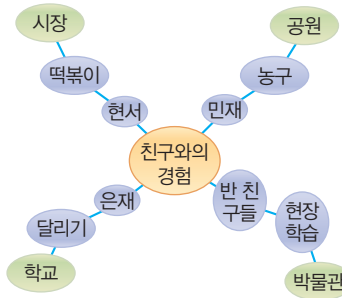 시장
공원
떡볶이
농구
현서
민재
친구와의
경험
은재
반 친
구들
현장
학습
달리기
학교
박물관